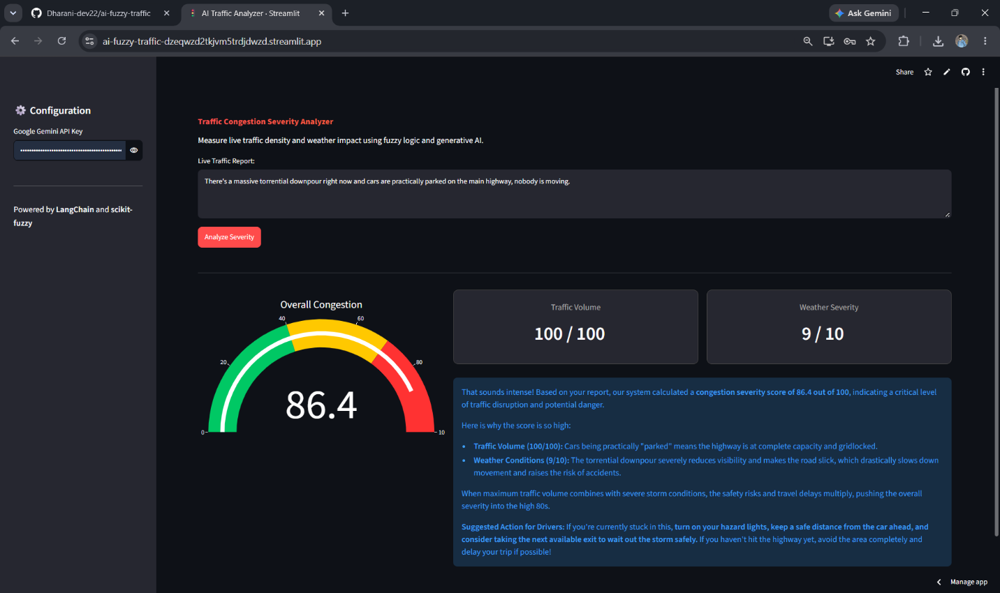 Dharani-dev22/ai-fuzzy-traffic
AI Traffic Analyzer · Streamlit
Ask Gemini
ai-fuzzy-traffic-dzeqwzd2tkjvm5trdjdwzd.streamlit.app
Share
Configuration
Google Gemini API Key
Powered by LangChain and scikit-
fuzzy
Traffic Congestion Severity Analyzer
Measure live traffic density and weather impact using fuzzy logic and generative AI.
Live Traffic Report:
There's a massive torrential downpour right now and cars are practically parked on the main highway, nobody is moving.
Analyze Severity
Overall Congestion
0
20
40
60
80
10
86.4
Traffic Volume
100 / 100
Weather Severity
9 / 10
That sounds intense! Based on your report, our system calculated a congestion severity score of 86.4 out of 100, indicating a critical level
of traffic disruption and potential danger.
Here is why the score is so high:
• Traffic Volume (100/100): Cars being practically "parked" means the highway is at complete capacity and gridlocked.
• Weather Conditions (9/10): The torrential downpour severely reduces visibility and makes the road slick, which drastically slows down
movement and raises the risk of accidents.
When maximum traffic volume combines with severe storm conditions, the safety risks and travel delays multiply, pushing the overall
severity into the high 80s.
Suggested Action for Drivers: If you're currently stuck in this, turn on your hazard lights, keep a safe distance from the car ahead, and
consider taking the next available exit to wait out the storm safely. If you haven't hit the highway yet, avoid the area completely and
delay your trip if possible!
Manage app